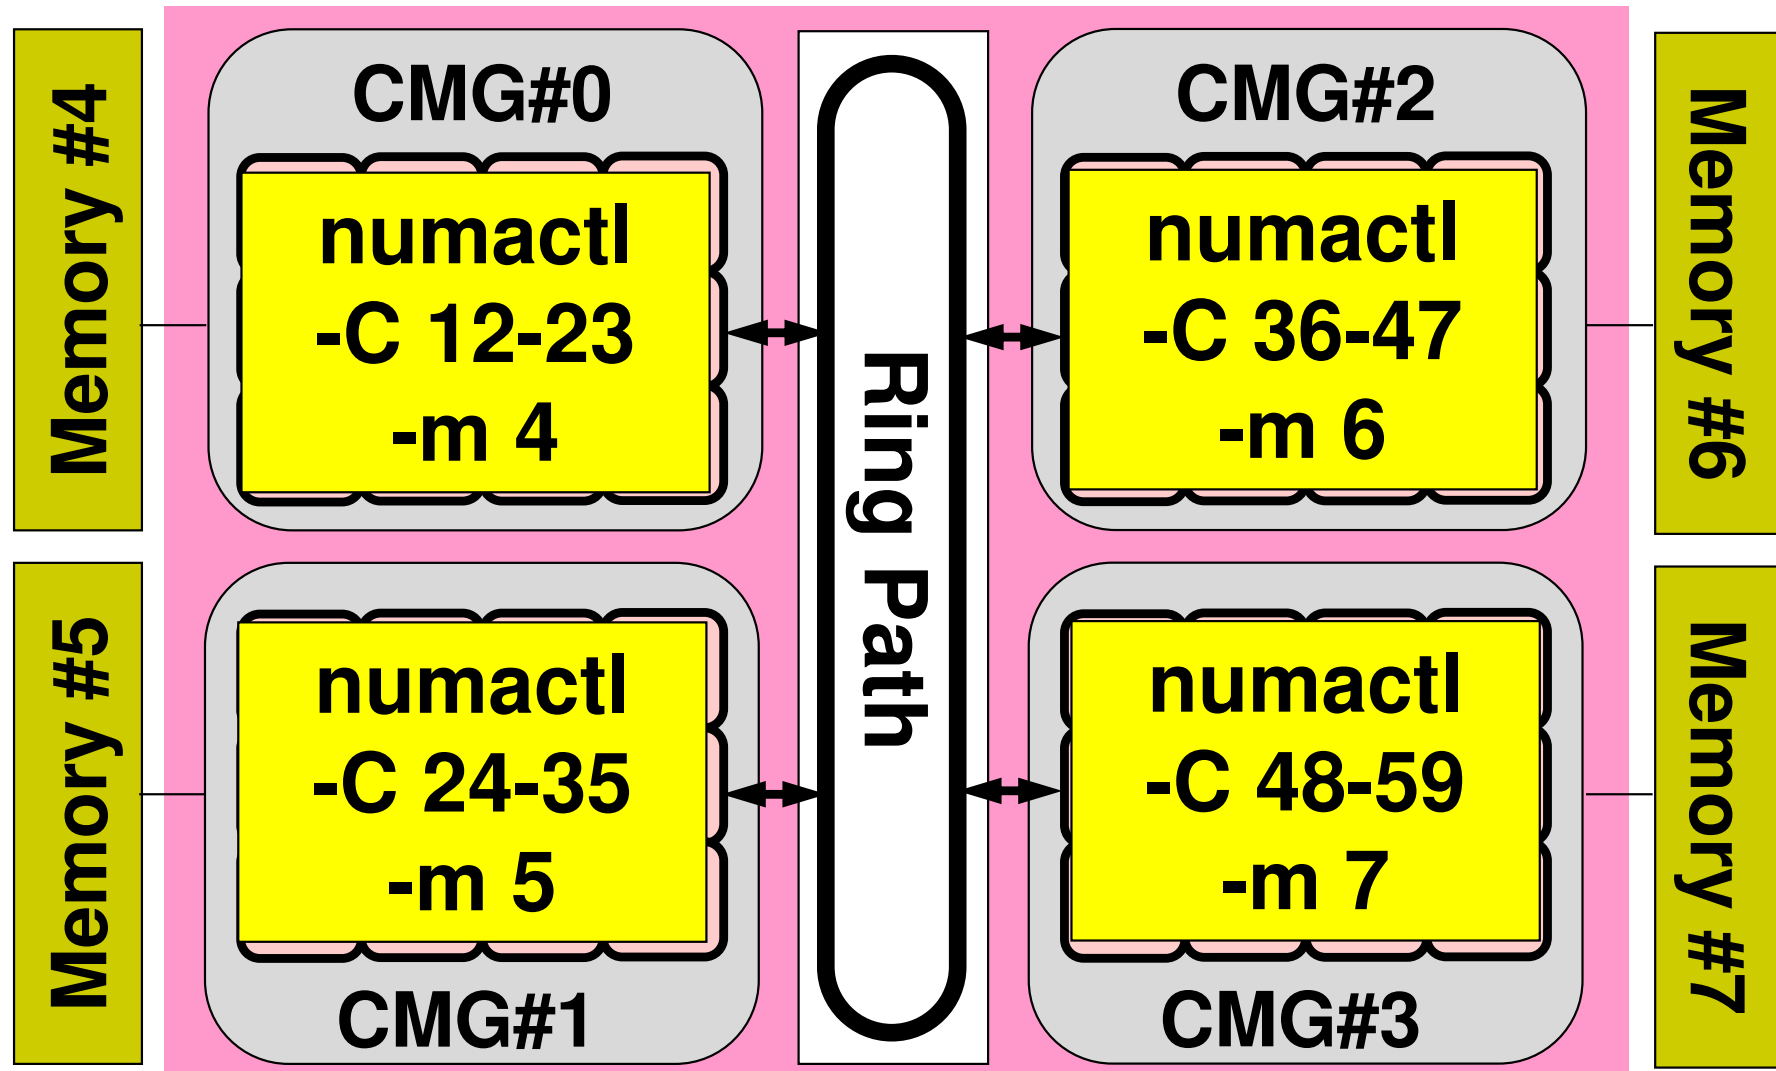 Memory #4
CMG#0
numactl
-C 12-23
-m 4
Ring Path
CMG#2
numactl
-C 36-47
-m 6
Memory #6
Memory #5
numactl
-C 24-35
-m 5
CMG#1
numactl
-C 48-59
-m 7
CMG#3
Memory #7